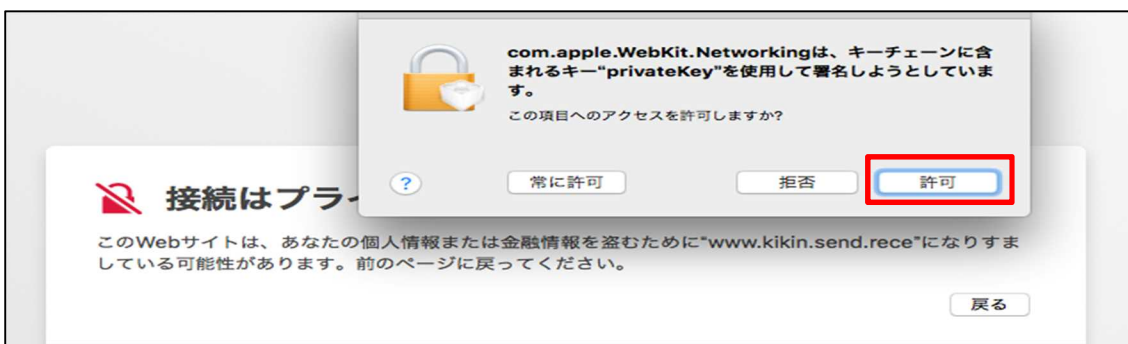 com.apple.WebKit.Networkingは、キーチェーンに含
まれるキー“privateKey”を使用して署名しようとしていま
す。
この項目へのアクセスを許可しますか?
?
常に許可
拒否
許可
接続はプライ
このWebサイトは、あなたの個人情報または金融情報を盗むために“www.kikin.send.rece”になりすま
している可能性があります。前のページに戻ってください。
戻る